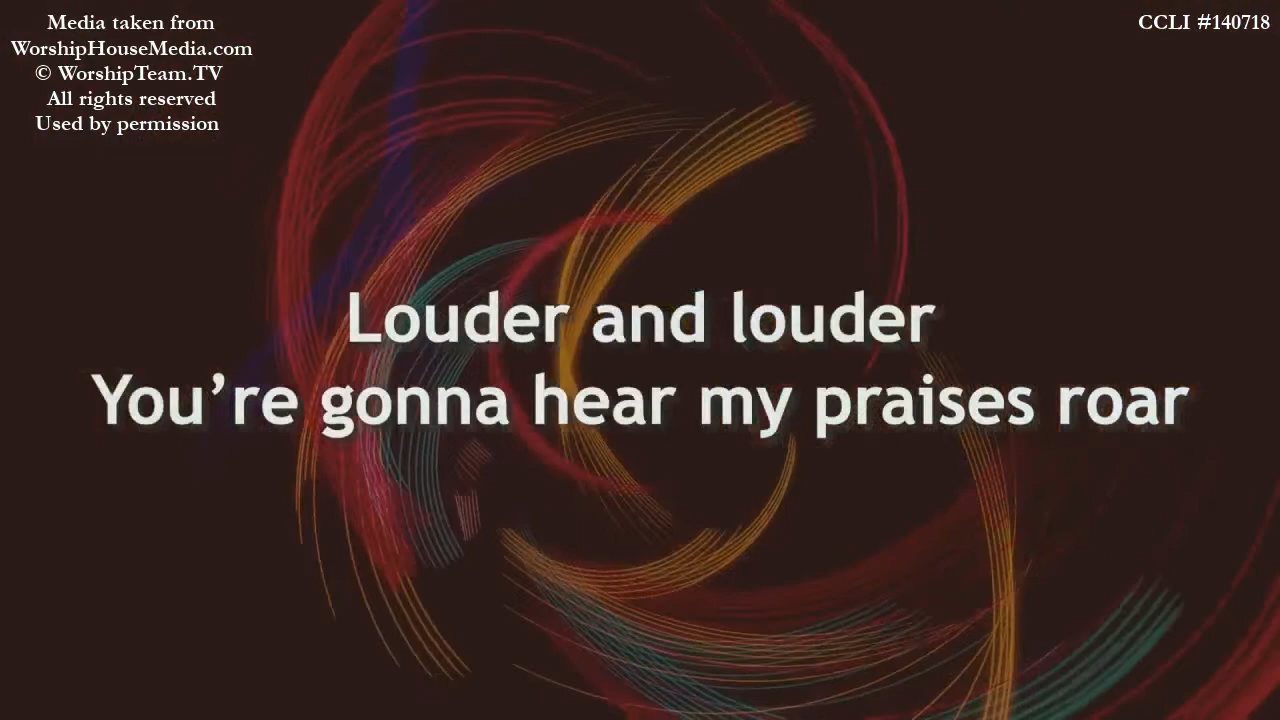 Media taken from
WorshipHouseMedia.com
© WorshipTeam.TV
All rights reserved
Used by permission
CCLI #140718
Louder and louder
You’re gonna hear my praises roar